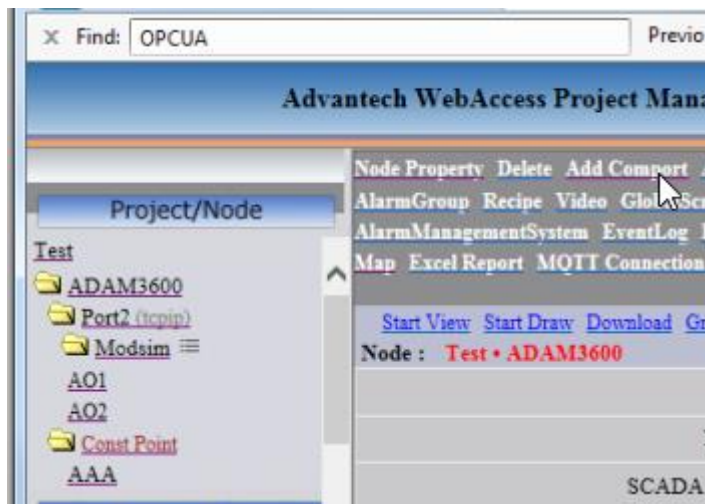 × Find: OPCUA
Advantech WebAccess Project
Node Property Delete Add Comport
Project/Node
AlarmGroup Recipe Video
AlarmManagementSystem EventLog
Test
Map Excel Report MQTT Connection
ADAM3600
Port2 (tcpip)
Start View Start Draw Download
Modsim
Node : Test • ADAM3600
AO1
AO2
Const Point
AAA
SCADA